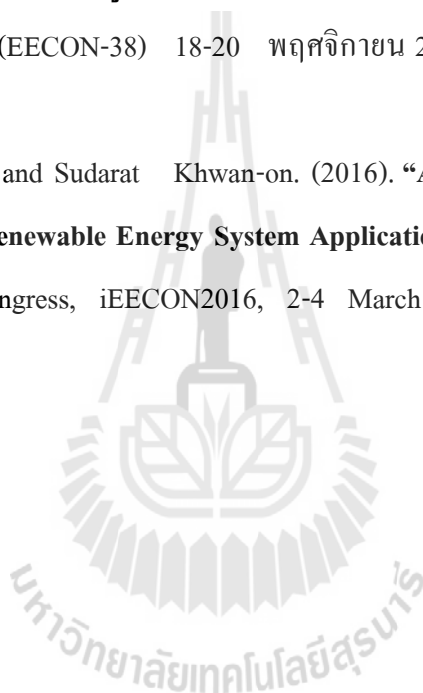 (EECON-38) 18-20 พฤศจิกายน 2
and Sudarat Khwan-on. (2016). “A
enewable Energy System Applicatio
ngress, iEECON2016, 2-4 March
มหาวิทยาลัยเทคโนโลยีสุรนารี